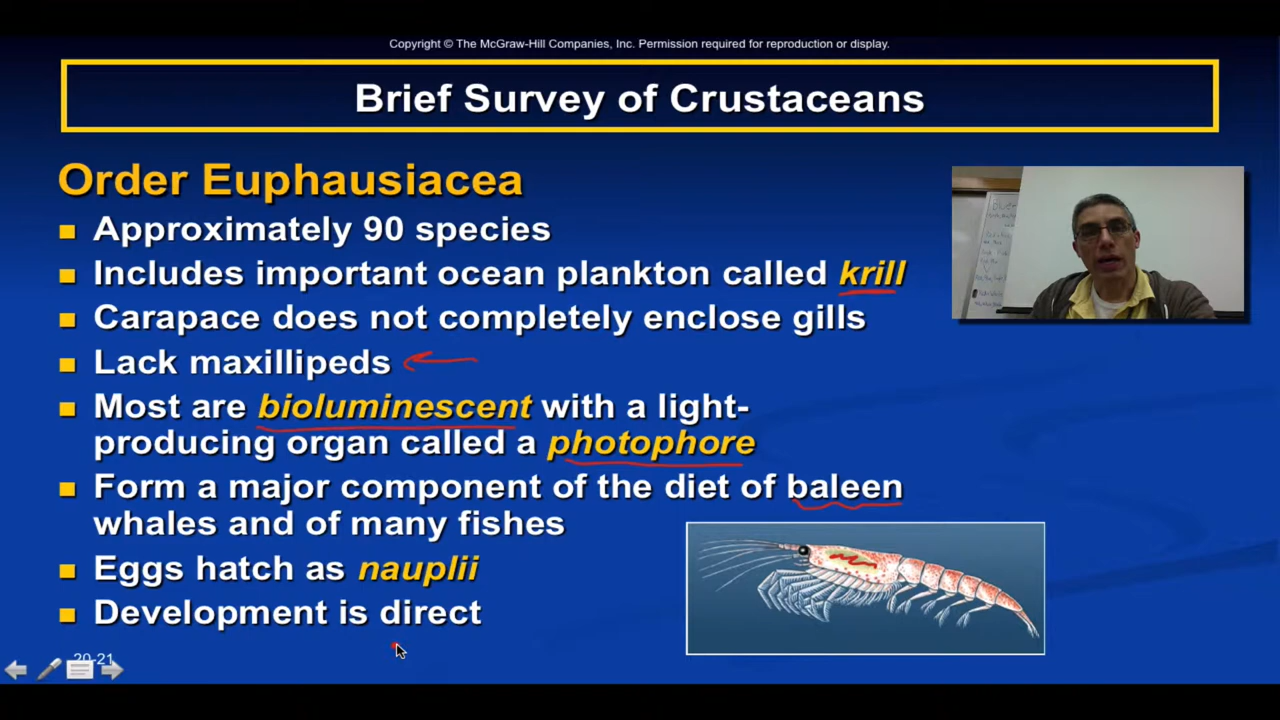 Copyright © The McGraw-Hill Companies, Inc. Permission required for reproduction or display.
Brief Survey of Crustaceans
Order Euphausiacea
Approximately 90 species
Includes important ocean plankton called krill
Carapace does not completely enclose gills
Lack maxillipeds
Most are bioluminescent with a light-
producing organ called a photophore
Form a major component of the diet of baleen
whales and of many fishes
Eggs hatch as nauplii
Development is direct
20-21